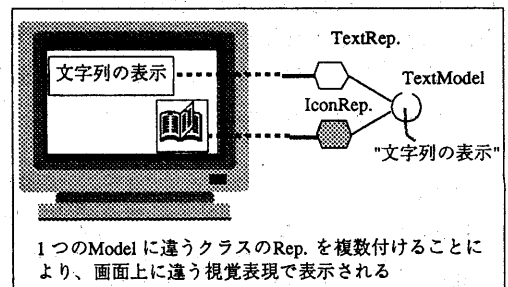 文字列の表示
TextRep.
TextModel
IconRep.
"文字列の表示"
1つのModel に違うクラスのRep. を複数付けることに
より、画面上に違う視覚表現で表示される